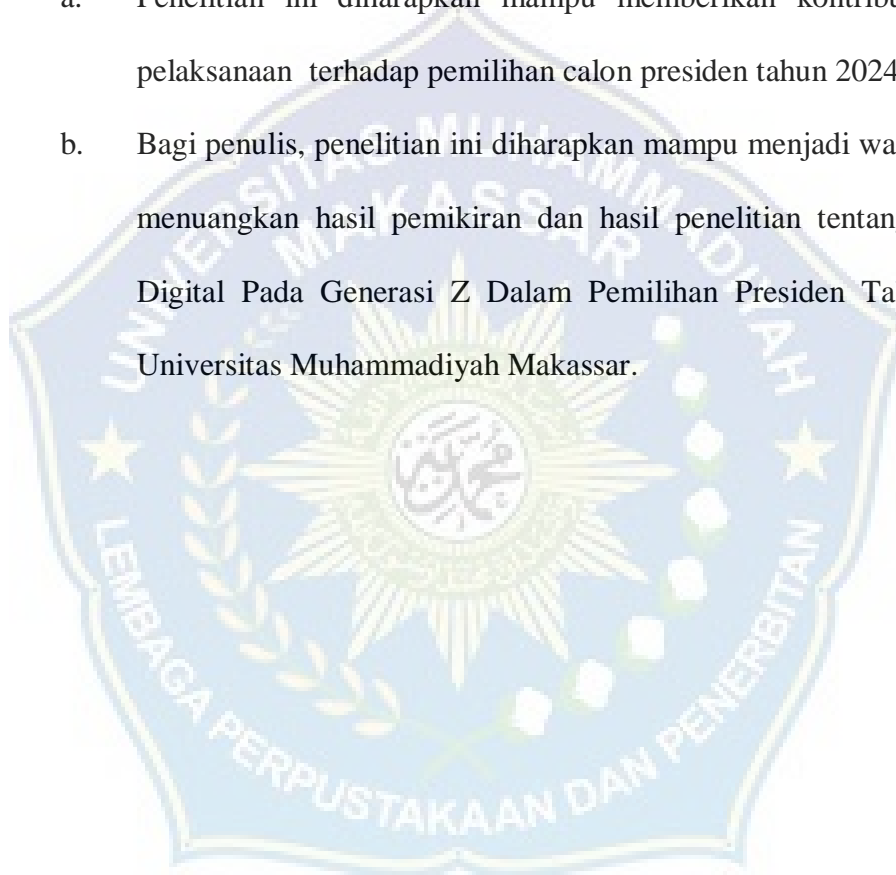 a. Penelitian ini diharapkan mampu memberikan kontribu
pelaksanaan terhadap pemilihan calon presiden tahun 2024
b. Bagi penulis, penelitian ini diharapkan mampu menjadi wa
menuangkan hasil pemikiran dan hasil penelitian tentan
Digital Pada Generasi Z Dalam Pemilihan Presiden Ta
Universitas Muhammadiyah Makassar.
UNIVERSITAS MUHAMMADIYAH
MAKASSAR
LEMBAGA PERPUSTAKAAN DAN PENERBITAN